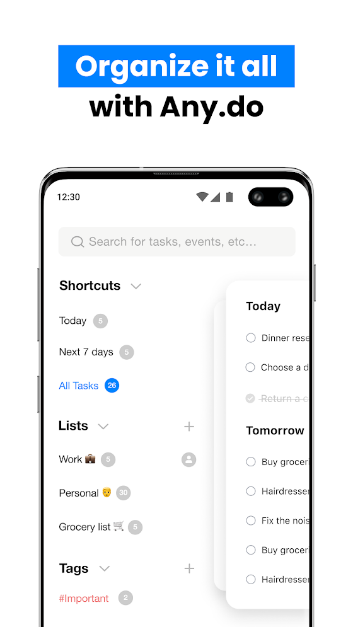 Organize it all
with Any.do
12:30
Search for tasks, events, etc...
Shortcuts
Today 5
Next 7 days 5
All Tasks 26
Lists
Work 5
Personal 30
Grocery list 5
Tags
#Important 2
Today
Dinner rese
Choose a d
Return a c
Tomorrow
Buy grocer
Hairdresser
Fix the nois
Buy grocer
Hairdresser